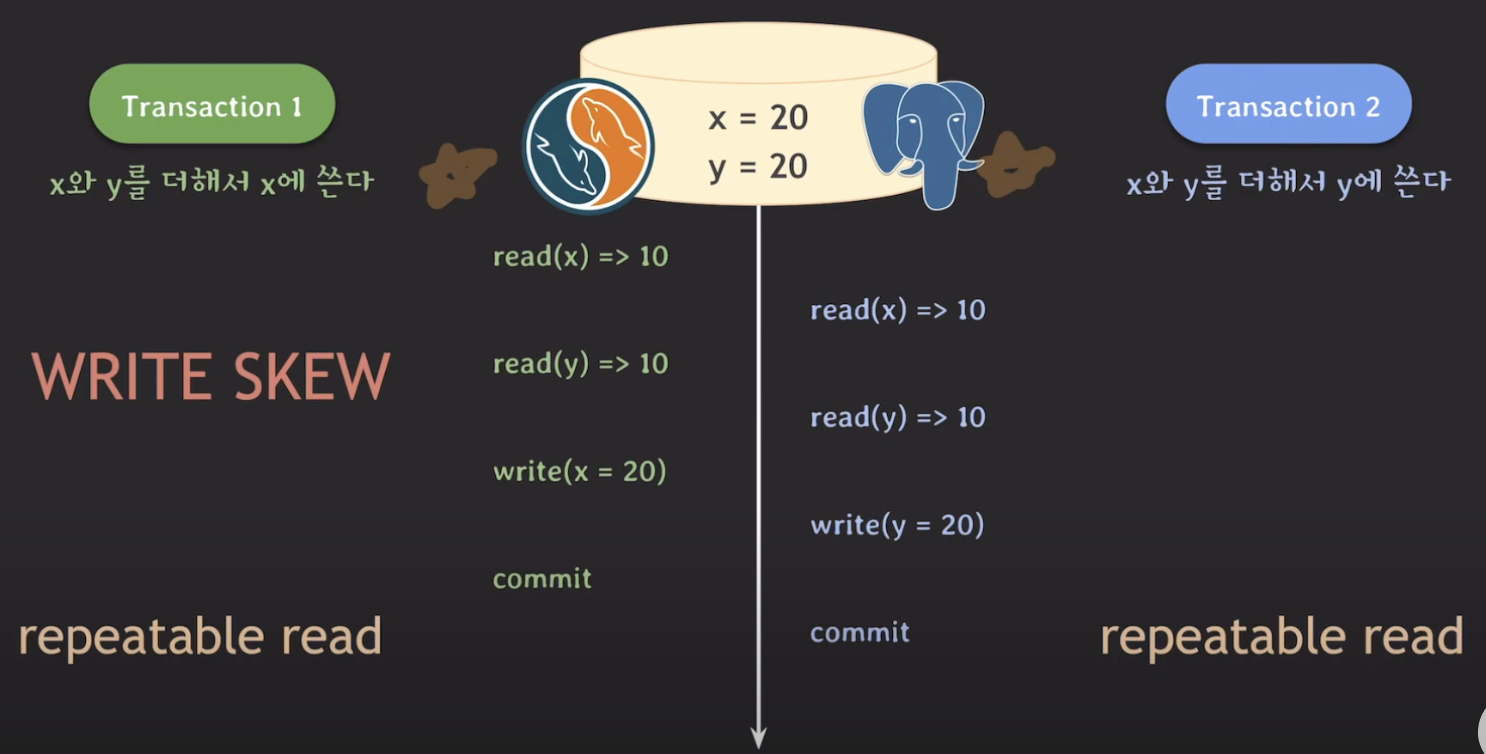 Transaction 1
x와 y를 더해서 x에 쓴다
x = 20
y = 20
Transaction 2
x와 y를 더해서 y에 쓴다
read(x) => 10
read(x) => 10
WRITE SKEW
read(y) => 10
read(y) => 10
write(x = 20)
write(y = 20)
commit
commit
repeatable read
repeatable read